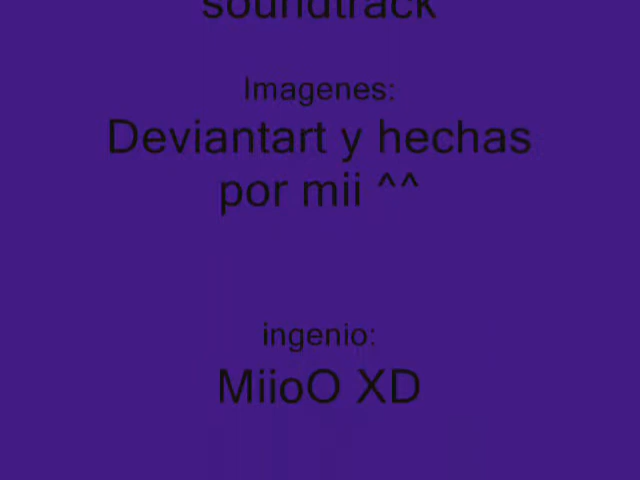 soundtrack
Imagenes:
Deviantart y hechas
por mii ^^
ingenio:
MiioO XD